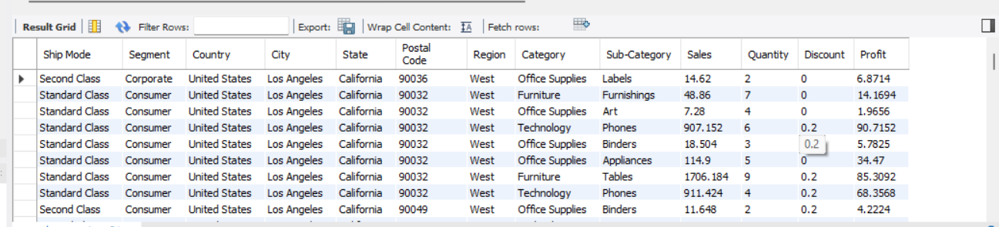 Result Grid Filter Rows: Export: Wrap Cell Content: Fetch rows:
Ship Mode Segment Country City State Postal Code Region Category Sub-Category Sales Quantity Discount Profit
Second Class Corporate United States Los Angeles California 90036 West Office Supplies Labels 14.62 2 0 6.8714
Standard Class Consumer United States Los Angeles California 90032 West Furniture Furnishings 48.86 7 0 14.1694
Standard Class Consumer United States Los Angeles California 90032 West Office Supplies Art 7.28 4 0 1.9656
Standard Class Consumer United States Los Angeles California 90032 West Technology Phones 907.152 6 0.2 90.7152
Standard Class Consumer United States Los Angeles California 90032 West Office Supplies Binders 18.504 3 0.2 5.7825
Standard Class Consumer United States Los Angeles California 90032 West Office Supplies Appliances 114.9 5 0 34.47
Standard Class Consumer United States Los Angeles California 90032 West Furniture Tables 1706.184 9 0.2 85.3092
Standard Class Consumer United States Los Angeles California 90032 West Technology Phones 911.424 4 0.2 68.3568
Second Class Consumer United States Los Angeles California 90049 West Office Supplies Binders 11.648 2 0.2 4.2224